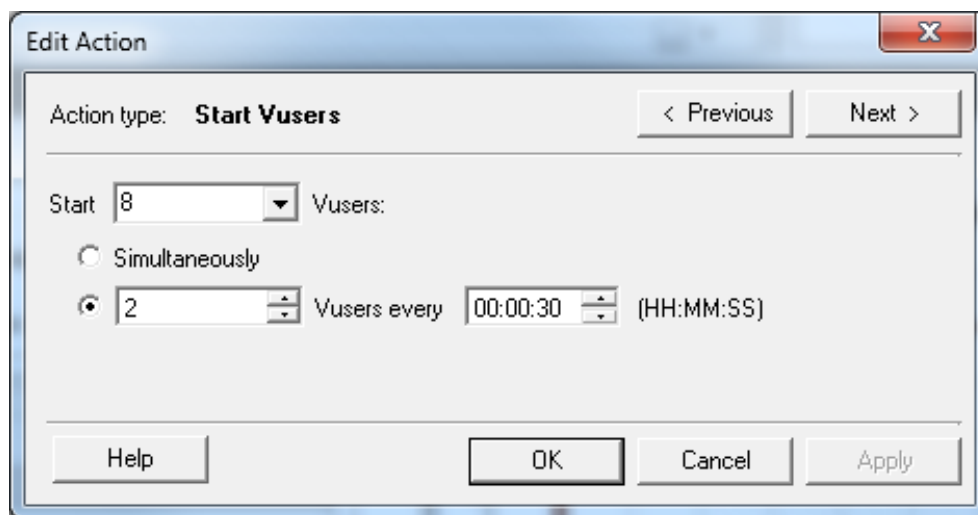 Edit Action
Action type: Start Vusers < Previous Next >
Start 8 Vusers:
Simultaneously
2 Vusers every 00:00:30 (HH:MM:SS)
Help OK Cancel Apply